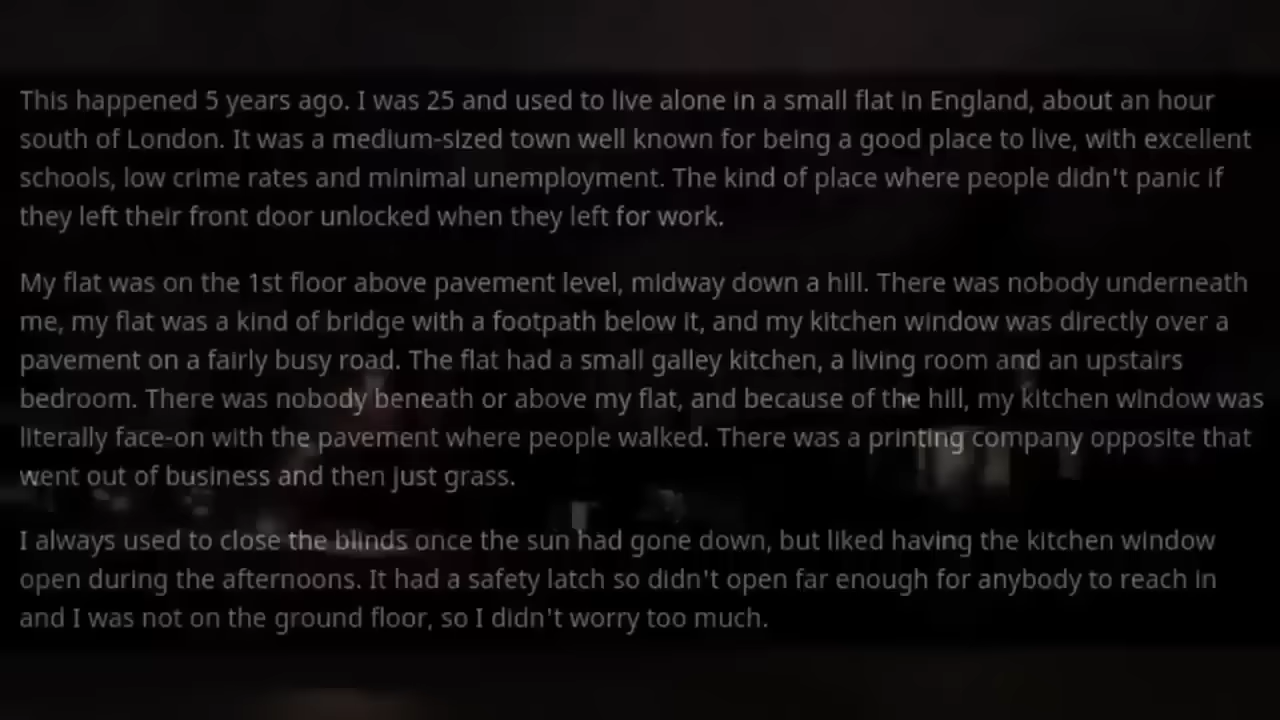 This happened 5 years ago. I was 25 and used to live alone in a small flat in England, about an hour
south of London. It was a medium-sized town well known for being a good place to live, with excellent
schools, low crime rates and minimal unemployment. The kind of place where people didn't panic if
they left their front door unlocked when they left for work.
My flat was on the 1st floor above pavement level, midway down a hill. There was nobody underneath
me, my flat was a kind of bridge with a footpath below it, and my kitchen window was directly over a
pavement on a fairly busy road. The flat had a small galley kitchen, a living room and an upstairs
bedroom. There was nobody beneath or above my flat, and because of the hill, my kitchen window was
literally face-on with the pavement where people walked. There was a printing company opposite that
went out of business and then just grass.
I always used to close the blinds once the sun had gone down, but liked having the kitchen window
open during the afternoons. It had a safety latch so didn't open far enough for anybody to reach in
and I was not on the ground floor, so I didn't worry too much.